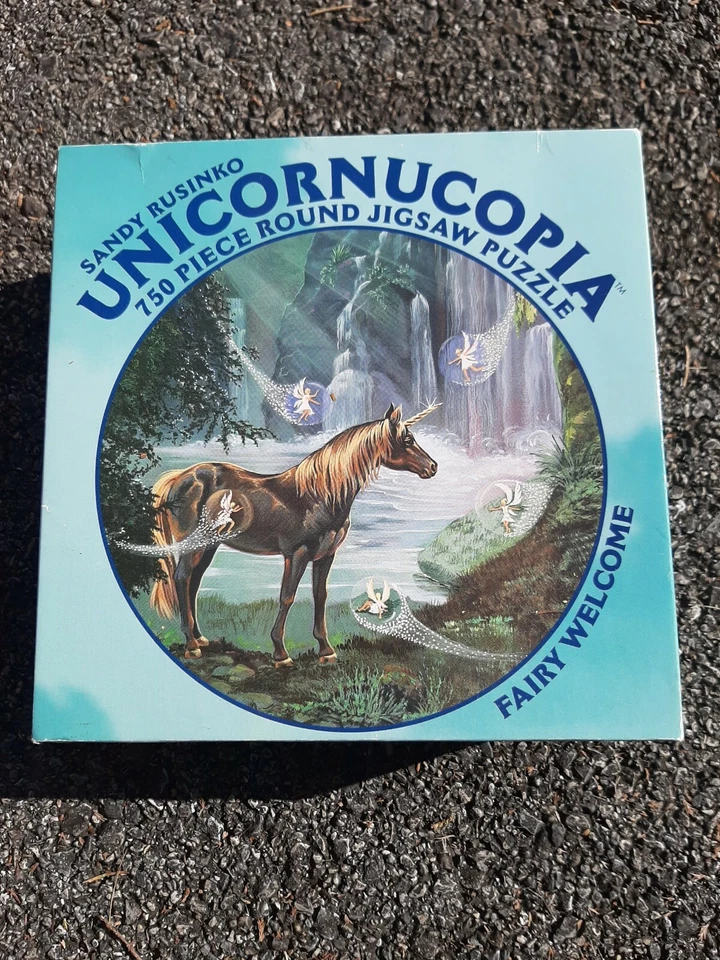 SANDY RUSINKO
UNICORNUCOPIA™
750 PIECE ROUND JIGSAW PUZZLE
FAIRY WELCOME